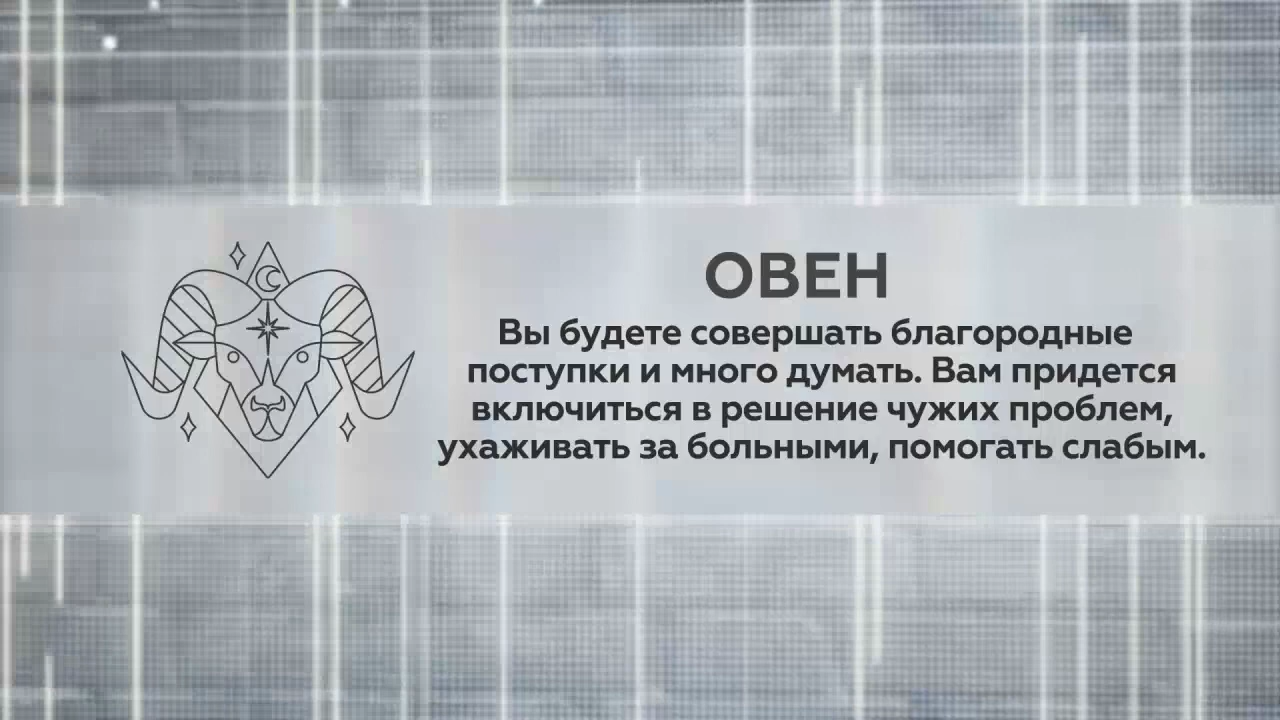 ОВЕН
Вы будете совершать благородные
поступки и много думать. Вам придется
включиться в решение чужих проблем,
ухаживать за больными, помогать слабым.